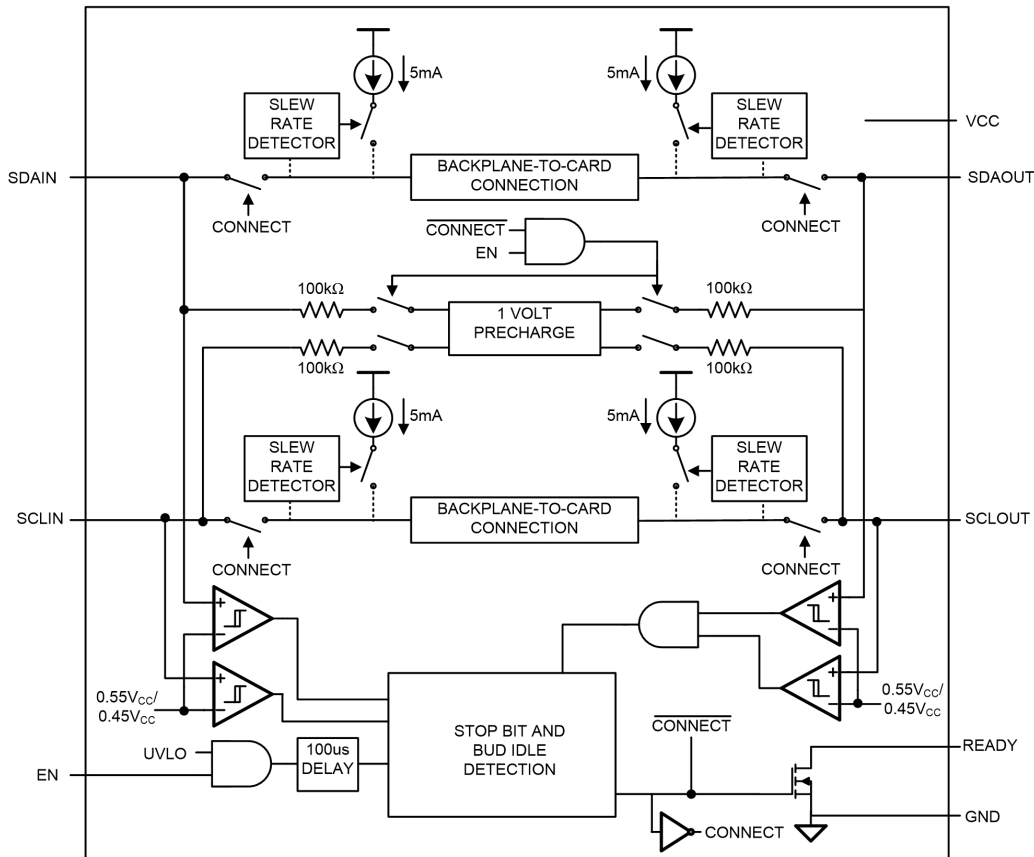 5mA
5mA
SLEW
RATE
DETECTOR
SLEW
RATE
DETECTOR
VCC
SDAIN
BACKPLANE-TO-CARD
CONNECTION
SDAOUT
CONNECT
CONNECT
CONNECT
EN
100kΩ
100kΩ
1 VOLT
PRECHARGE
100kΩ
100kΩ
5mA
5mA
SLEW
RATE
DETECTOR
SLEW
RATE
DETECTOR
SCLIN
BACKPLANE-TO-CARD
CONNECTION
SCLOUT
CONNECT
CONNECT
+
−
+
−
+
−
+
−
0.55VCC/
0.45VCC
0.55VCC/
0.45VCC
STOP BIT AND
BUD IDLE
DETECTION
CONNECT
UVLO
100us
DELAY
READY
EN
GND
CONNECT